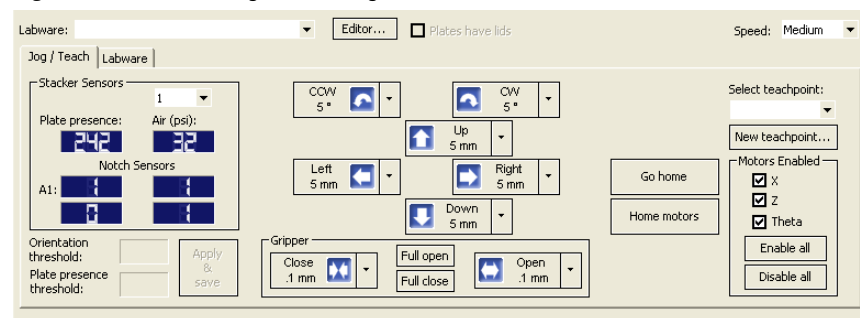 Labware:
Editor...
Plates have lids
Speed: Medium
Jog / Teach
Labware
Stacker Sensors
1
Plate presence: Air (psi):
242 32
Notch Sensors
A1: 1 1
0 1
Orientation
threshold:
Plate presence
threshold:
Apply
&
save
CCW
5 °
CW
5 °
Up
5 mm
Left
5 mm
Right
5 mm
Down
5 mm
Gripper
Close
.1 mm
Full open
Full close
Open
.1 mm
Go home
Home motors
Select teachpoint:
New teachpoint...
Motors Enabled
X
Z
Theta
Enable all
Disable all